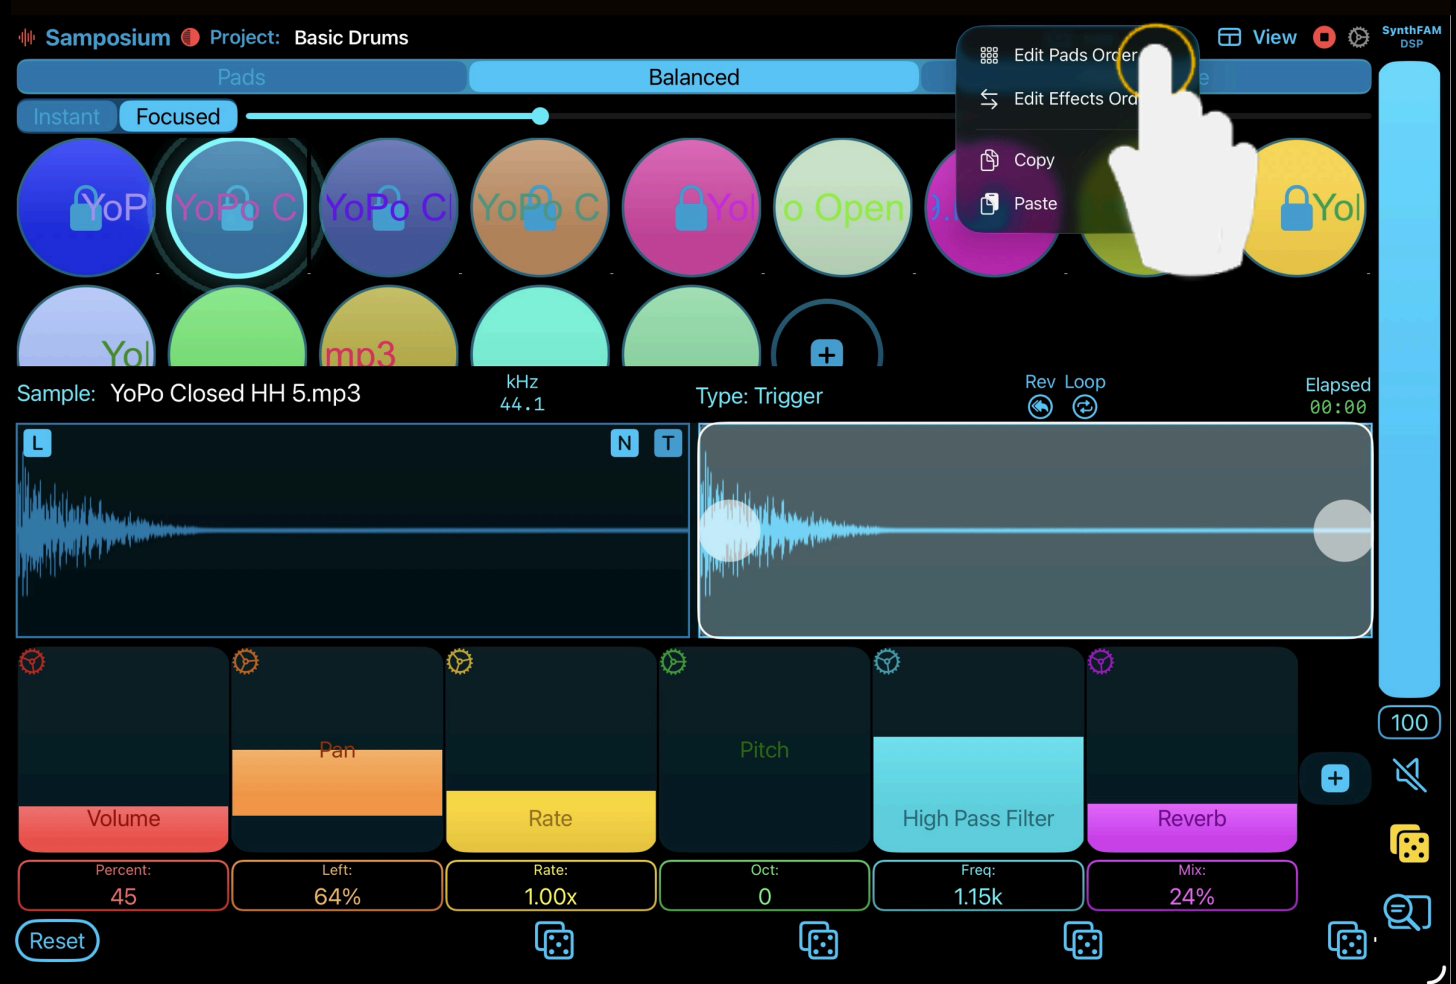 Samposium
Project: Basic Drums
View
SynthFAM
DSP
Edit Pads Order
Edit Effects Ord
Copy
Paste
Pads
Balanced
Instant
Focused
YoP
YoPo C
YoPo Cl
YoPo C
Yol
o Open
9.
Yol
Yol
mp3
Sample: YoPo Closed HH 5.mp3
kHz
44.1
Type: Trigger
Rev
Loop
Elapsed
00:00
L
N
T
Volume
Pan
Rate
Pitch
High Pass Filter
Reverb
100
Percent:
45
Left:
64%
Rate:
1.00x
Oct:
0
Freq:
1.15k
Mix:
24%
Reset